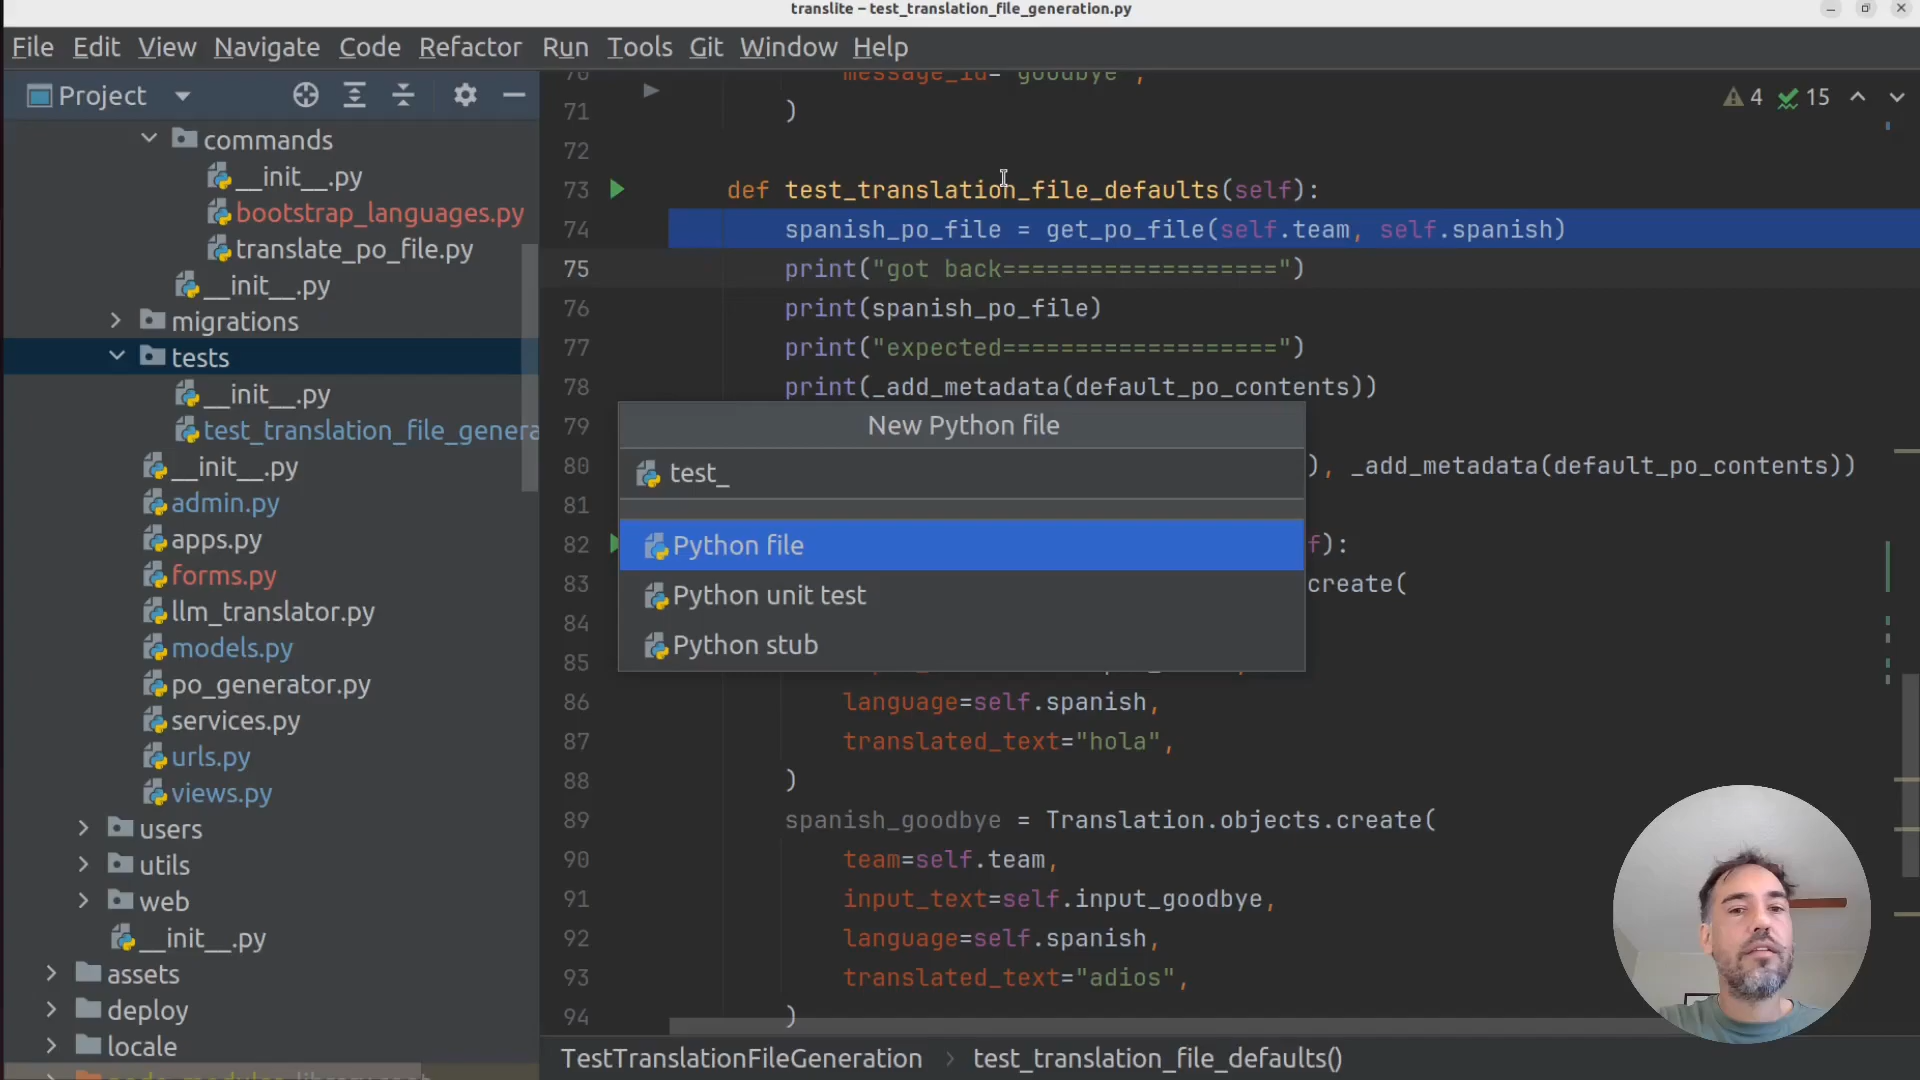 translite – test_translation_file_generation.py
File Edit View Navigate Code Refactor Run Tools Git Window Help
Project
commands
__init__.py
bootstrap_languages.py
translate_po_file.py
__init__.py
migrations
tests
__init__.py
test_translation_file_genera
__init__.py
admin.py
apps.py
forms.py
llm_translator.py
models.py
po_generator.py
services.py
urls.py
views.py
users
utils
web
__init__.py
assets
deploy
locale
4 15
70 message_id="goodbye",
71 )
72
73 def test_translation_file_defaults(self):
74 spanish_po_file = get_po_file(self.team, self.spanish)
75 print("got back===================")
76 print(spanish_po_file)
77 print("expected===================")
78 print(_add_metadata(default_po_contents))
79
80 ), _add_metadata(default_po_contents))
81
82 f):
83 create(
84
85
86 language=self.spanish,
87 translated_text="hola",
88 )
89 spanish_goodbye = Translation.objects.create(
90 team=self.team,
91 input_text=self.input_goodbye,
92 language=self.spanish,
93 translated_text="adios",
94 )
New Python file
test_
Python file
Python unit test
Python stub
TestTranslationFileGeneration › test_translation_file_defaults()